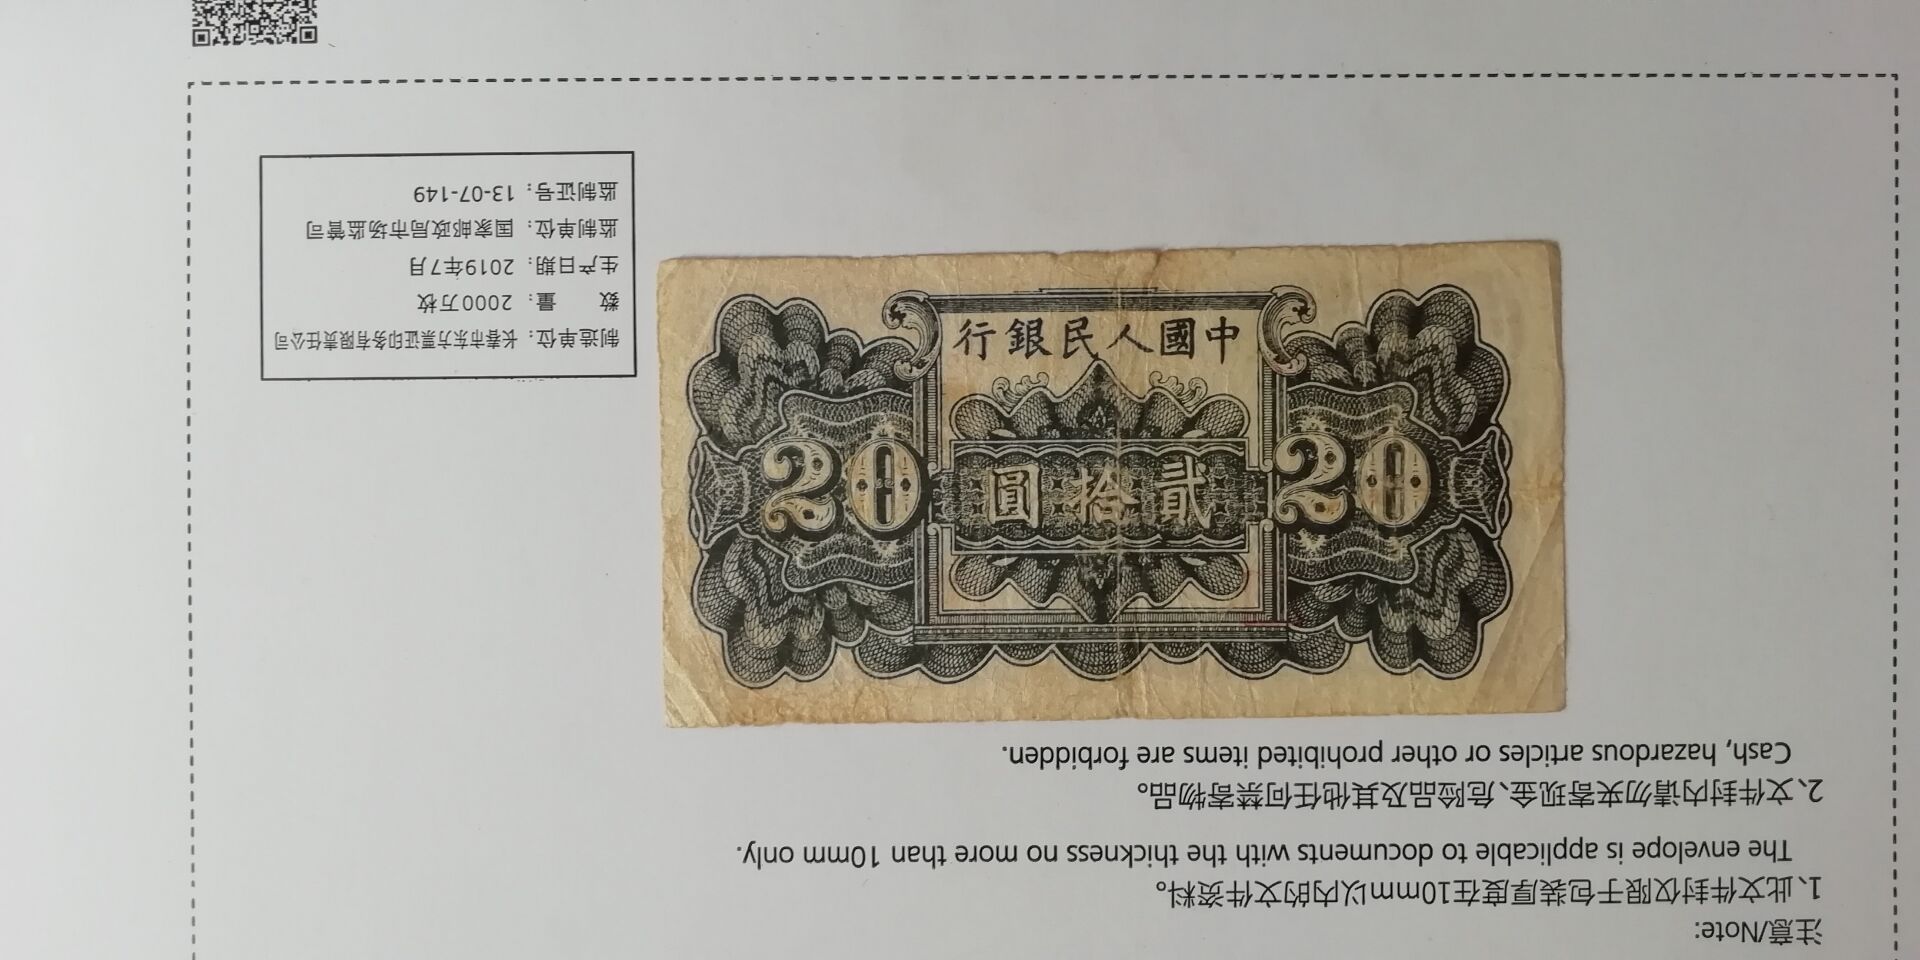 中國人民銀行
20
貳拾圓
20
注意/Note:
1、此文件封仅限于包装厚度在10mm以内的文件资料。
The envelope is applicable to documents with the thickness no more than 10mm only.
2、文件封内请勿夹寄现金、危险品及其他任何禁寄物品。
Cash, hazardous articles or other prohibited items are forbidden.
制造单位：长春市东方票证印务有限责任公司
数 量：2000万枚
生产日期：2019年7月
监制单位：国家邮政局市场监管司
监制证号：13-07-149